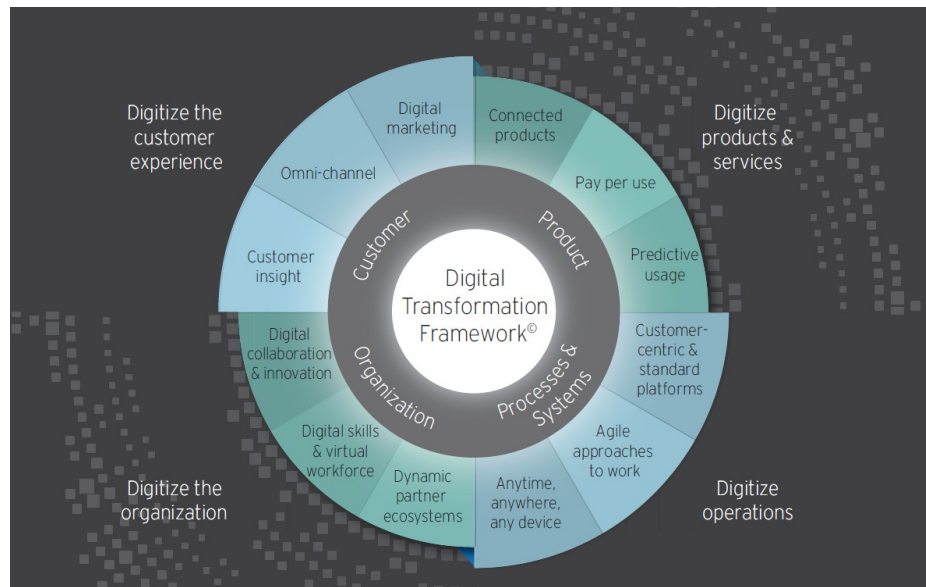 Digitize the
customer
experience
Digital
marketing
Omni-channel
Customer
insight
Connected
products
Pay per use
Predictive
usage
Digitize
products &
services
Customer
Product
Digital
Transformation
Framework©
Organization
Processes &
Systems
Digital
collaboration
& innovation
Digital skills
& virtual
workforce
Dynamic
partner
ecosystems
Customer-
centric &
standard
platforms
Agile
approaches
to work
Anytime,
anywhere,
any device
Digitize the
organization
Digitize
operations